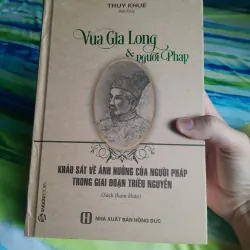 THỤY KHUÊ
Vua Gia Long
& người Pháp
KHẢO SÁT VỀ ẢNH HƯỞNG CỦA NGƯỜI PHÁP
TRONG GIAI ĐOẠN TRIỀU NGUYỄN
(Sách tham khảo)
NHÀ XUẤT BẢN HỒNG ĐỨC